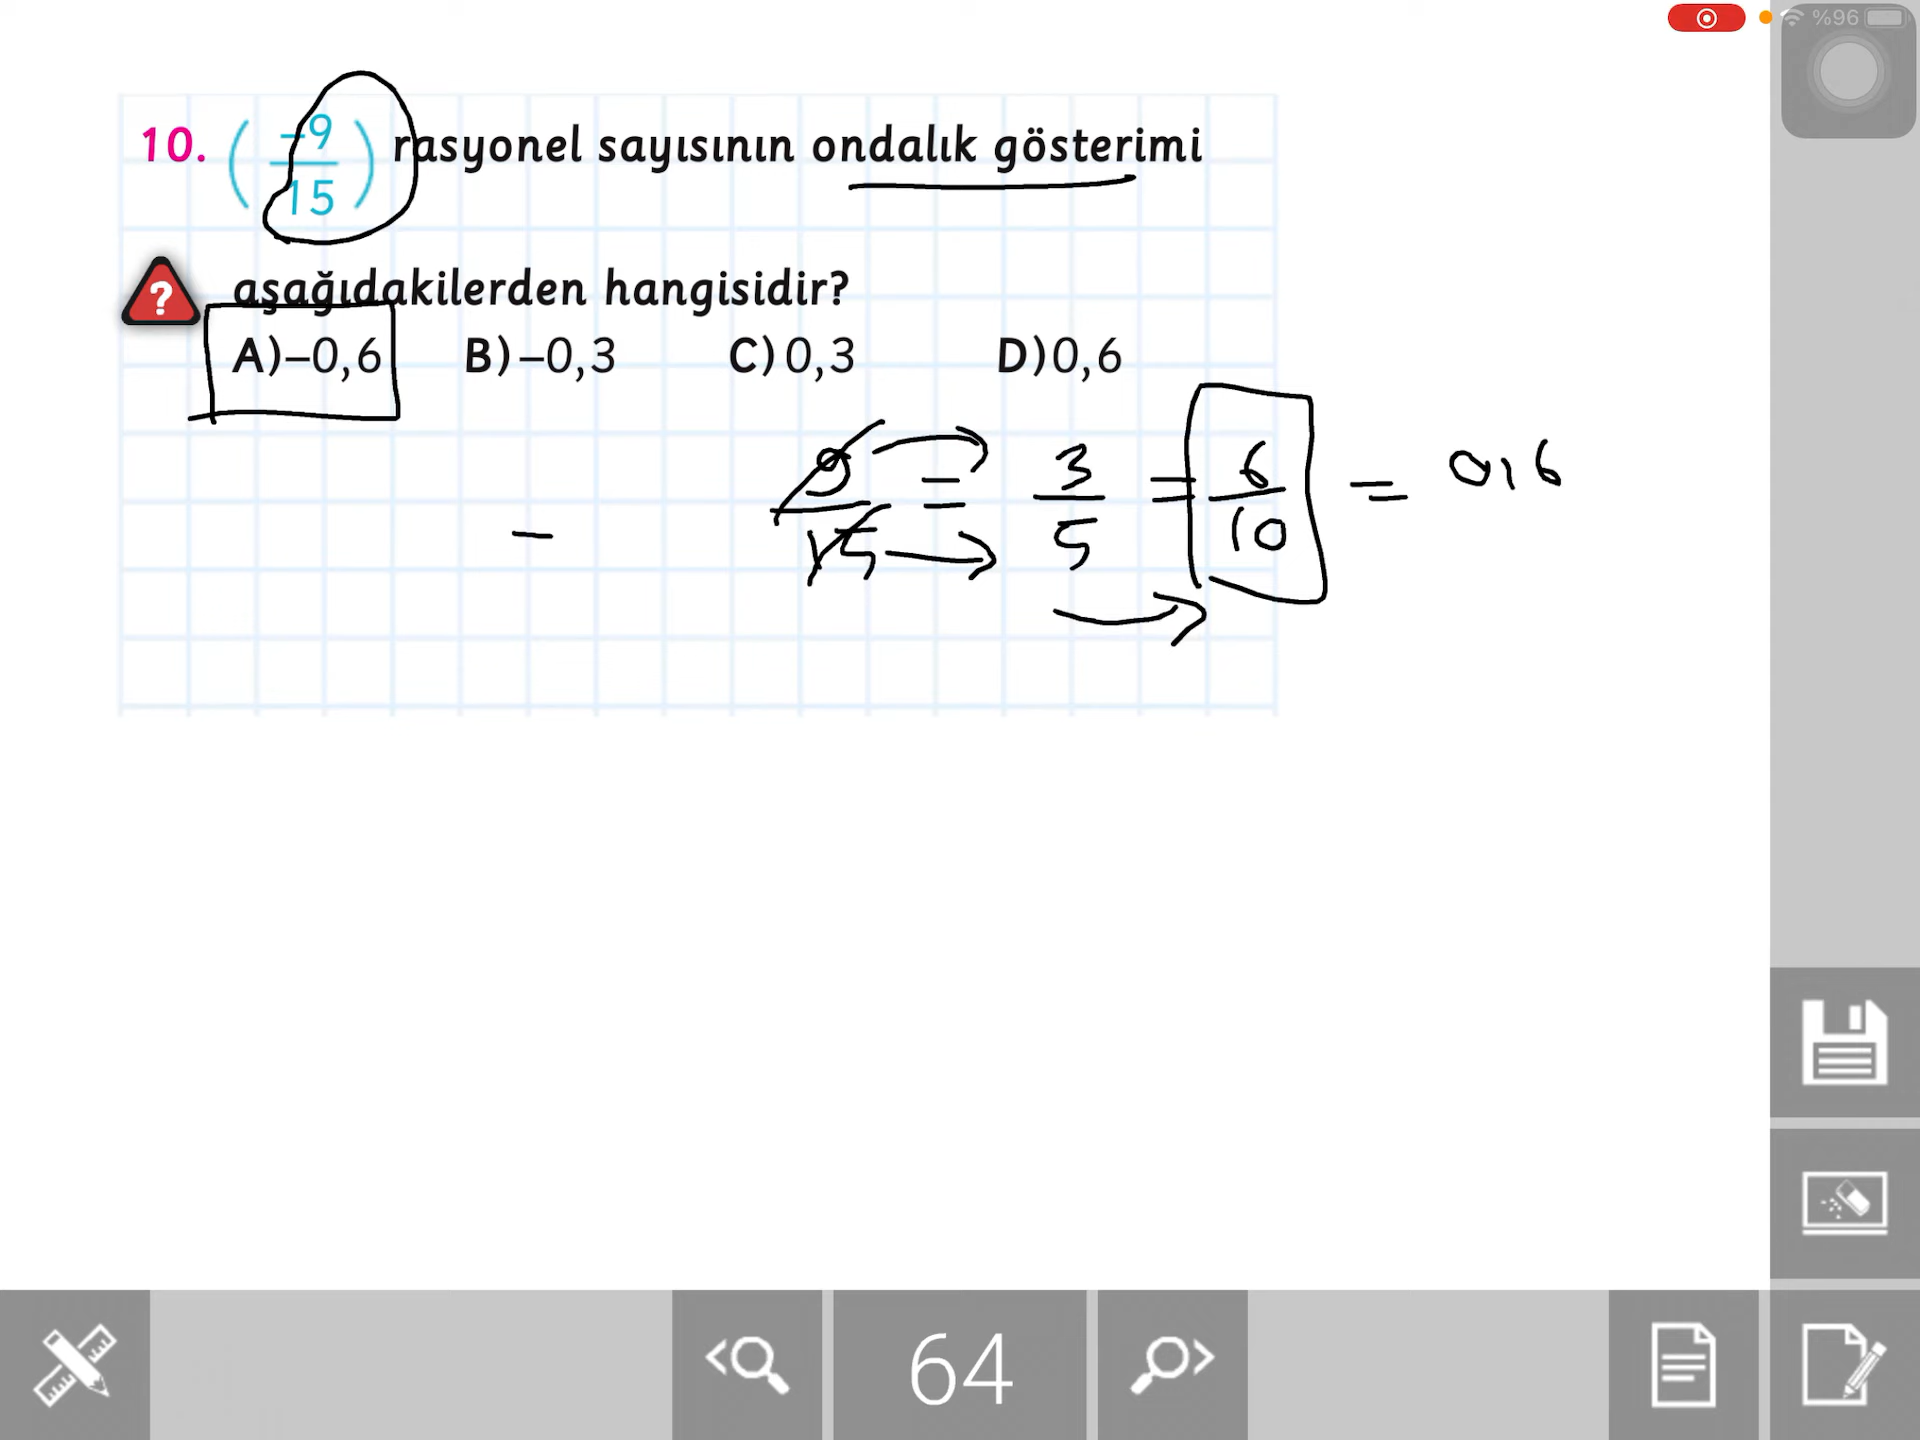 %96
10. (-9/15) rasyonel sayısının ondalık gösterimi
aşağıdakilerden hangisidir?
A) –0,6 B) –0,3 C) 0,3 D) 0,6
- 9/15 = 3/5 = 6/10 = 0,6
64